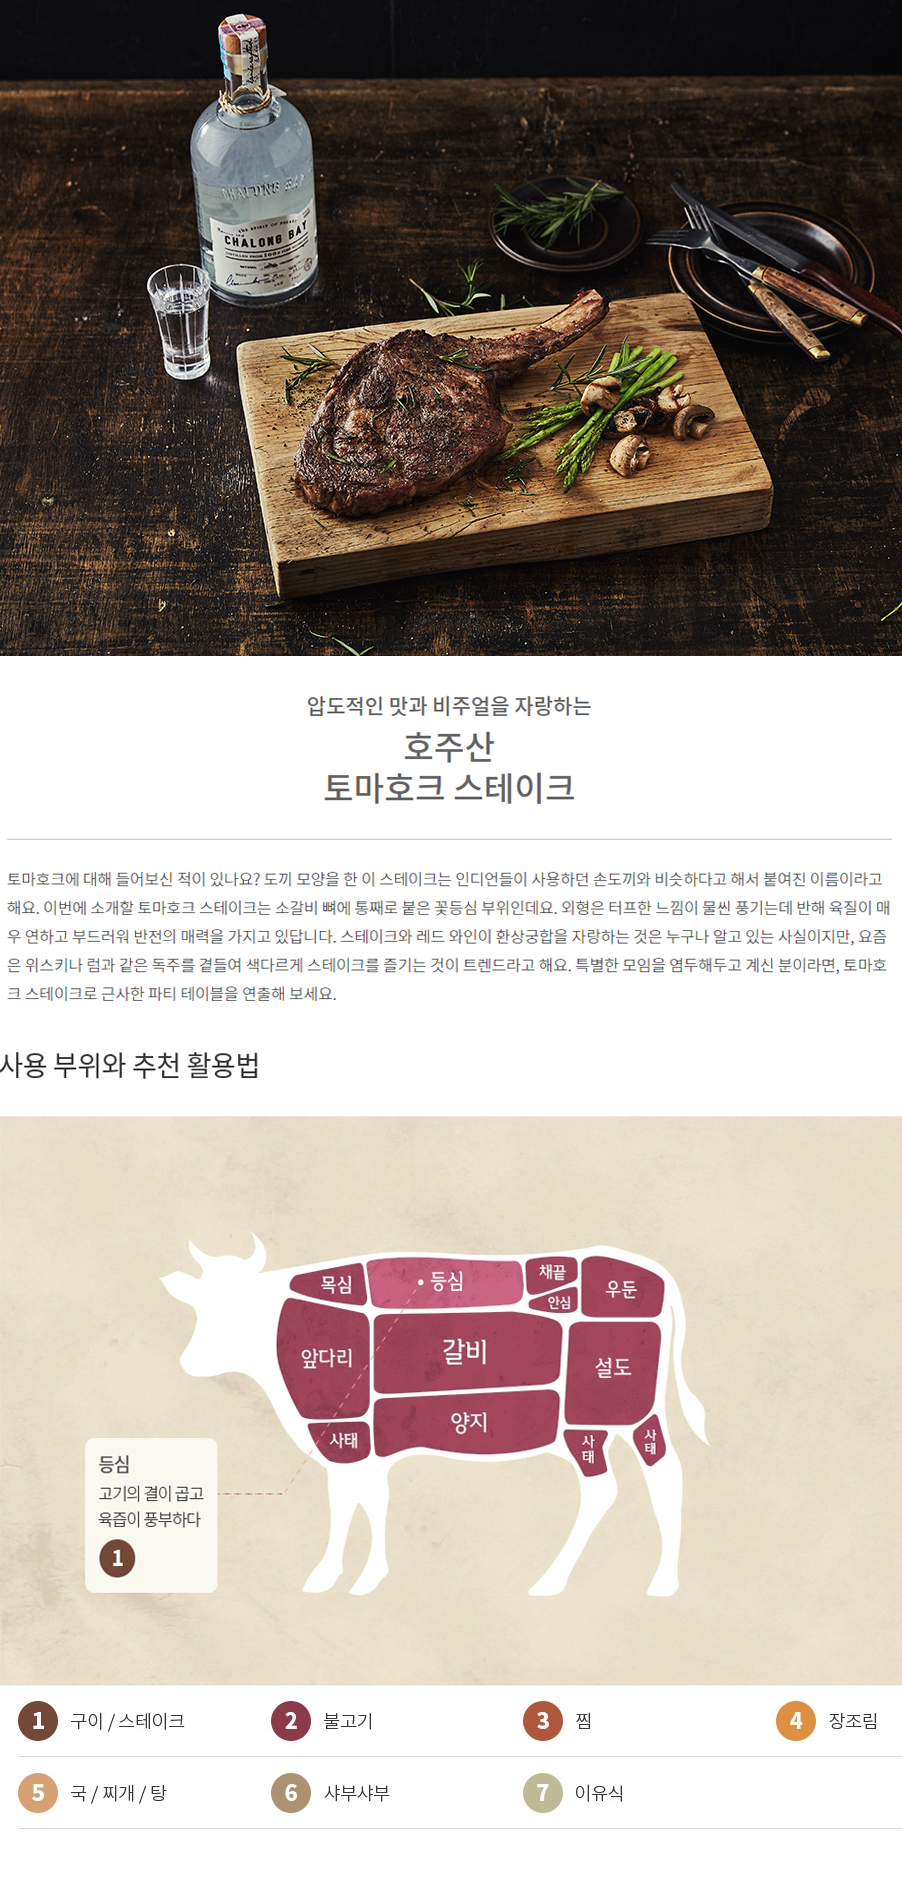 CHALONG BAY
CHALONG BAY
압도적인 맛과 비주얼을 자랑하는
호주산
토마호크 스테이크
토마호크에 대해 들어보신 적이 있나요? 도끼 모양을 한 이 스테이크는 인디언들이 사용하던 손도끼와 비슷하다고 해서 붙여진 이름이라고
해요. 이번에 소개할 토마호크 스테이크는 소갈비 뼈에 통째로 붙은 꽃등심 부위인데요. 외형은 터프한 느낌이 물씬 풍기는데 반해 육질이 매
우 연하고 부드러워 반전의 매력을 가지고 있답니다. 스테이크와 레드 와인이 환상궁합을 자랑하는 것은 누구나 알고 있는 사실이지만, 요즘
은 위스키나 럼과 같은 독주를 곁들여 색다르게 스테이크를 즐기는 것이 트렌드라고 해요. 특별한 모임을 염두해두고 계신 분이라면, 토마호
크 스테이크로 근사한 파티 테이블을 연출해 보세요.
사용 부위와 추천 활용법
목심
등심
채끝
안심
우둔
앞다리
갈비
설도
양지
사태
사태
사태
등심
고기의 결이 곱고
육즙이 풍부하다
1
1 구이 / 스테이크
2 불고기
3 찜
4 장조림
5 국 / 찌개 / 탕
6 샤부샤부
7 이유식